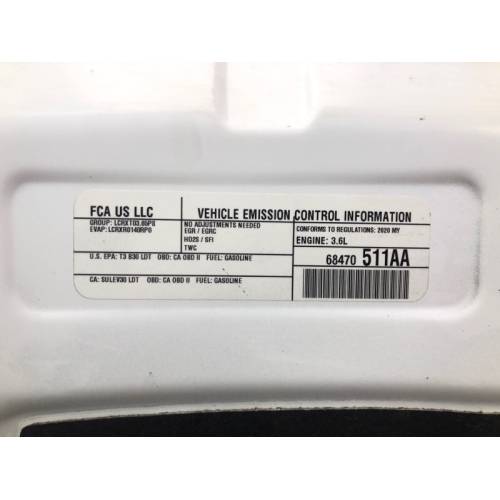 FCA US LLC
VEHICLE EMISSION CONTROL INFORMATION
GROUP: LCRXT03.65P8
EVAP: LCRXR0140RP0
NO ADJUSTMENTS NEEDED
EGR / EGRC
HO2S / SFI
TWC
CONFORMS TO REGULATIONS: 2020 MY
ENGINE: 3.6L
U.S. EPA: T3 B30 LDT OBD: CA OBD II FUEL: GASOLINE
68470 511AA
CA: SULEV30 LDT OBD: CA OBD II FUEL: GASOLINE